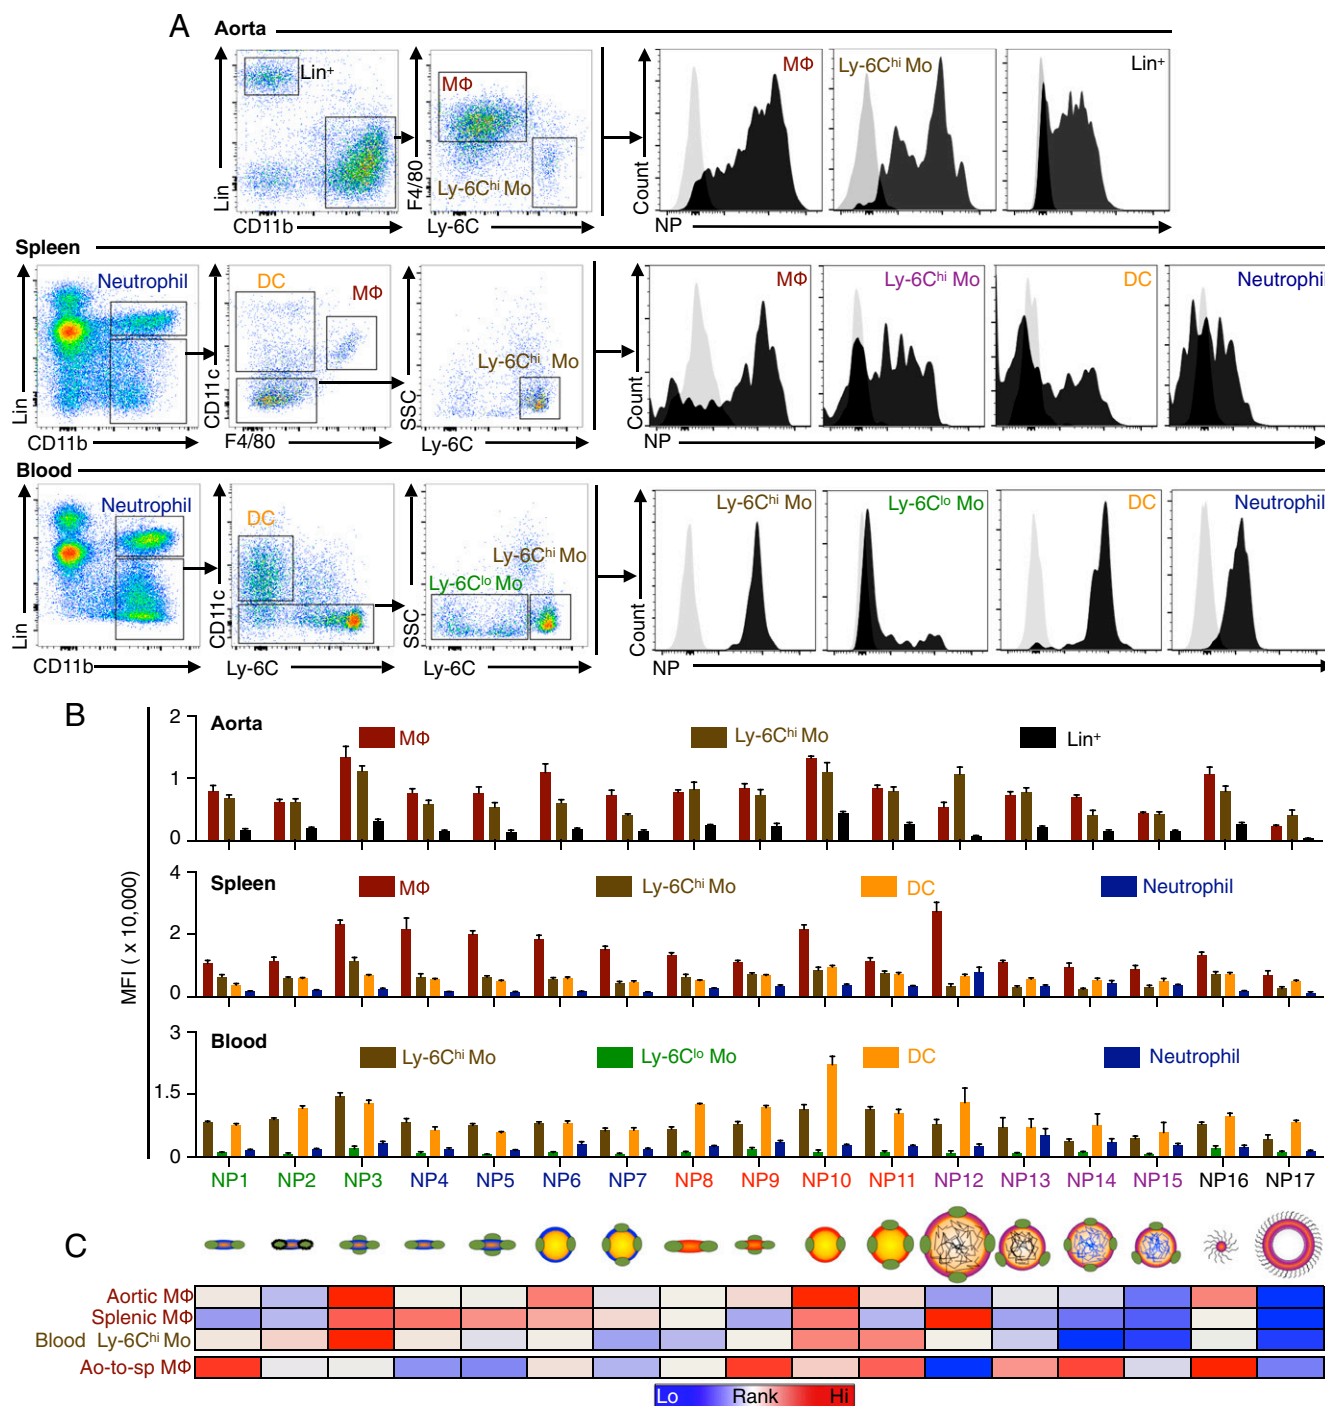 A
Aorta
Lin⁺
MΦ
Ly-6Cʰⁱ Mo
Lin
CD11b
F4/80
Ly-6C
MΦ
Ly-6Cʰⁱ Mo
Lin⁺
Count
NP
Spleen
Neutrophil
DC
MΦ
Ly-6Cʰⁱ Mo
Lin
CD11b
CD11c
F4/80
SSC
Ly-6C
MΦ
Ly-6Cʰⁱ Mo
DC
Neutrophil
Count
NP
Blood
Neutrophil
DC
Ly-6Cʰⁱ Mo
Ly-6Cˡᵒ Mo
Lin
CD11b
CD11c
Ly-6C
SSC
Ly-6C
Ly-6Cʰⁱ Mo
Ly-6Cˡᵒ Mo
DC
Neutrophil
Count
NP
B
MFI ( x 10,000)
Aorta
MΦ
Ly-6Cʰⁱ Mo
Lin⁺
2
1
0
Spleen
MΦ
Ly-6Cʰⁱ Mo
DC
Neutrophil
4
2
0
Blood
Ly-6Cʰⁱ Mo
Ly-6Cˡᵒ Mo
DC
Neutrophil
3
1.5
0
NP1 NP2 NP3 NP4 NP5 NP6 NP7 NP8 NP9 NP10 NP11 NP12 NP13 NP14 NP15 NP16 NP17
C
Aortic MΦ
Splenic MΦ
Blood Ly-6Cʰⁱ Mo
Ao-to-sp MΦ
Lo Rank Hi